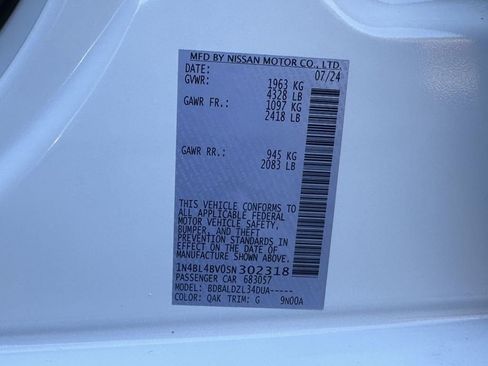 MFD BY NISSAN MOTOR CO., LTD.
DATE: 07/24
GVWR: 1963 KG
4328 LB
GAWR FR.: 1097 KG
2418 LB
GAWR RR.: 945 KG
2083 LB
THIS VEHICLE CONFORMS TO
ALL APPLICABLE FEDERAL
MOTOR VEHICLE SAFETY,
BUMPER, AND THEFT
PREVENTION STANDARDS IN
EFFECT ON THE DATE OF
MANUFACTURE SHOWN ABOVE.
1N4BL4BV0SN302318
PASSENGER CAR 683057
MODEL: BDBALDZL34DUA-----
COLOR: QAK TRIM: G 9N00A